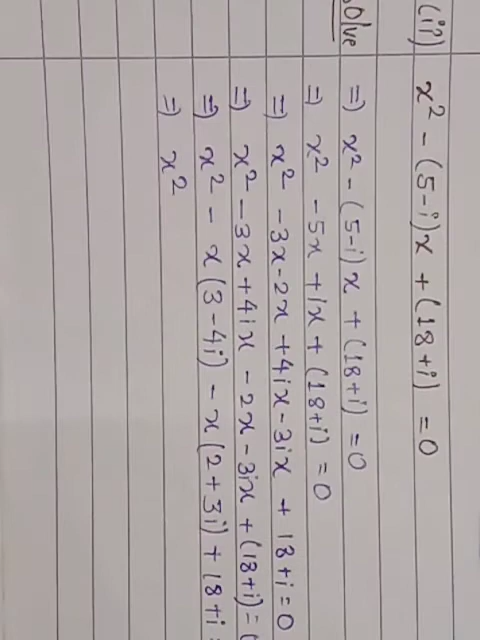 (ii) x² - (5-i)x + (18+i) = 0
Solve
⇒ x² - (5-i)x + (18+i) = 0
⇒ x² - 5x + ix + (18+i) = 0
⇒ x² - 3x - 2x + 4ix - 3ix + 18+i = 0
⇒ x² - 3x + 4ix - 2x - 3ix + (18+i) = 0
⇒ x² - x(3-4i) - x(2+3i) + 18+i =
⇒ x²